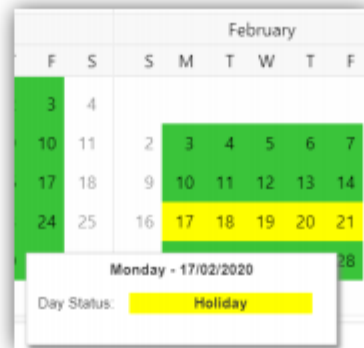 February
F S S M T W T F
3 4
10 11 2 3 4 5 6 7
17 18 9 10 11 12 13 14
24 25 16 17 18 19 20 21
28
Monday - 17/02/2020
Day Status: Holiday